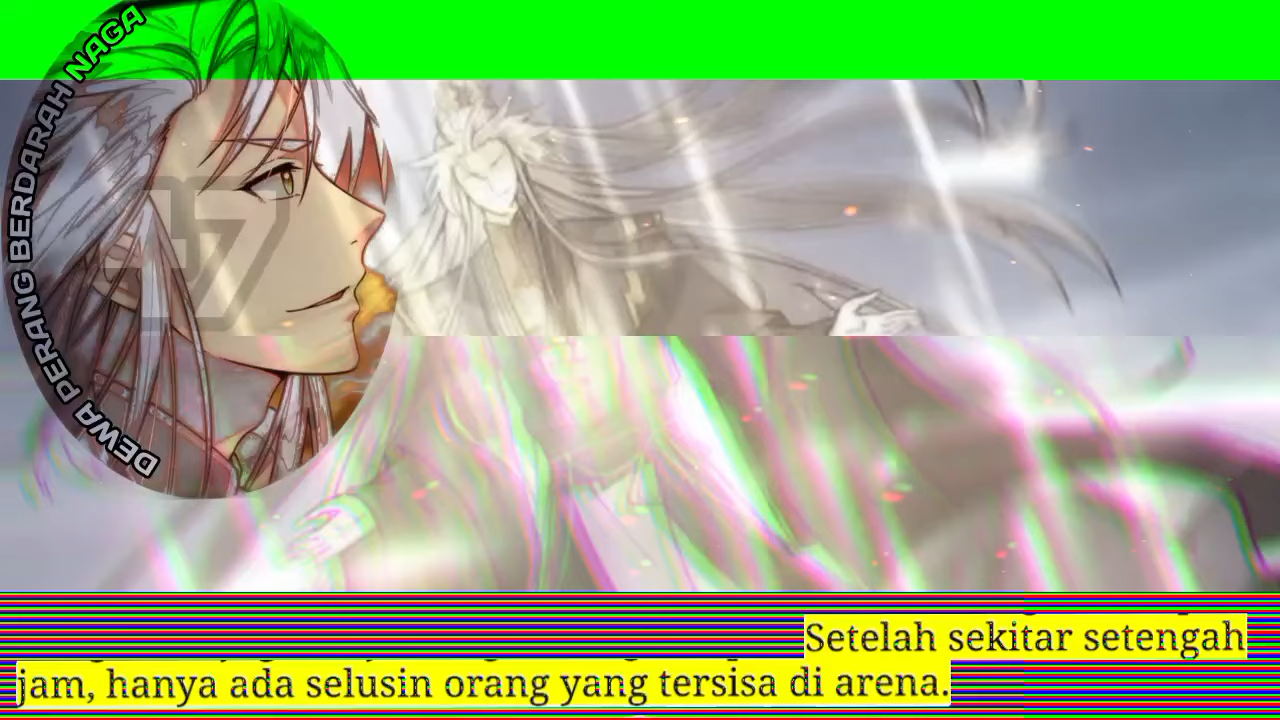 DEWA PERANG BERDARAH NAGA
Setelah sekitar setengah
jam, hanya ada selusin orang yang tersisa di arena.